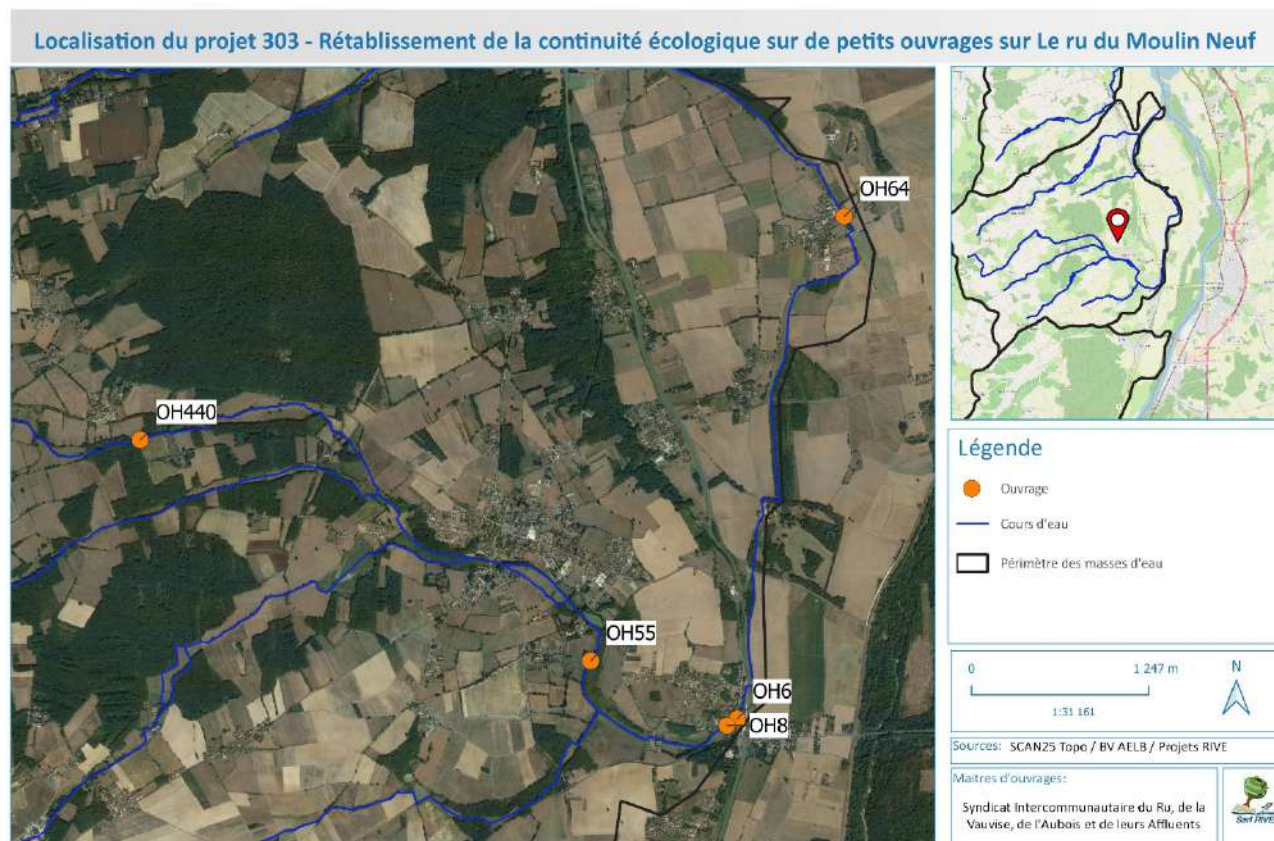 Localisation du projet 303 - Rétablissement de la continuité écologique sur de petits ouvrages sur Le ru du Moulin Neuf
OH64
OH440
OH55
OH6
OH8
Légende
Ouvrage
Cours d'eau
Périmètre des masses d'eau
0 1 247 m
N
1:31 161
Sources: SCAN25 Topo / BV AELB / Projets RIVE
Maitres d'ouvrages:
Syndicat Intercommunautaire du Ru, de la
Vauvise, de l'Aubois et de leurs Affluents